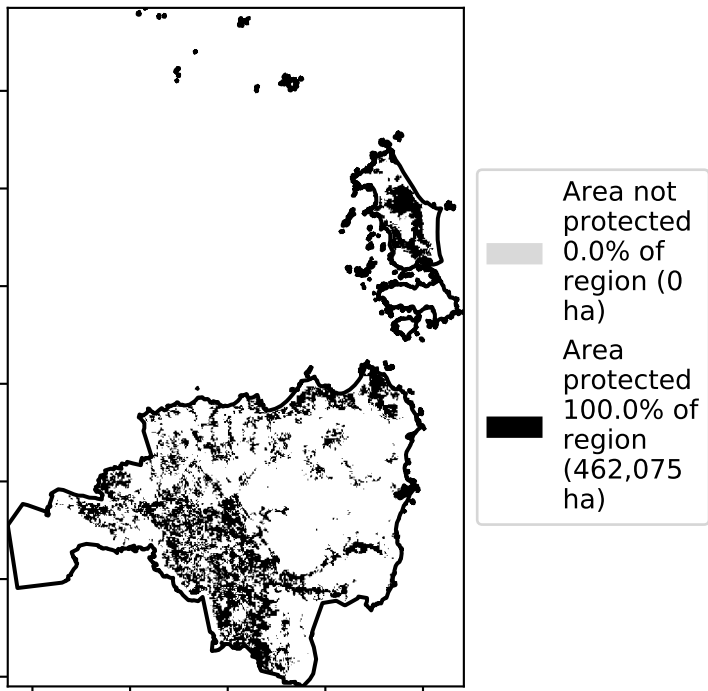 Area not
protected
0.0% of
region (0
ha)
Area
protected
100.0% of
region
(462,075
ha)